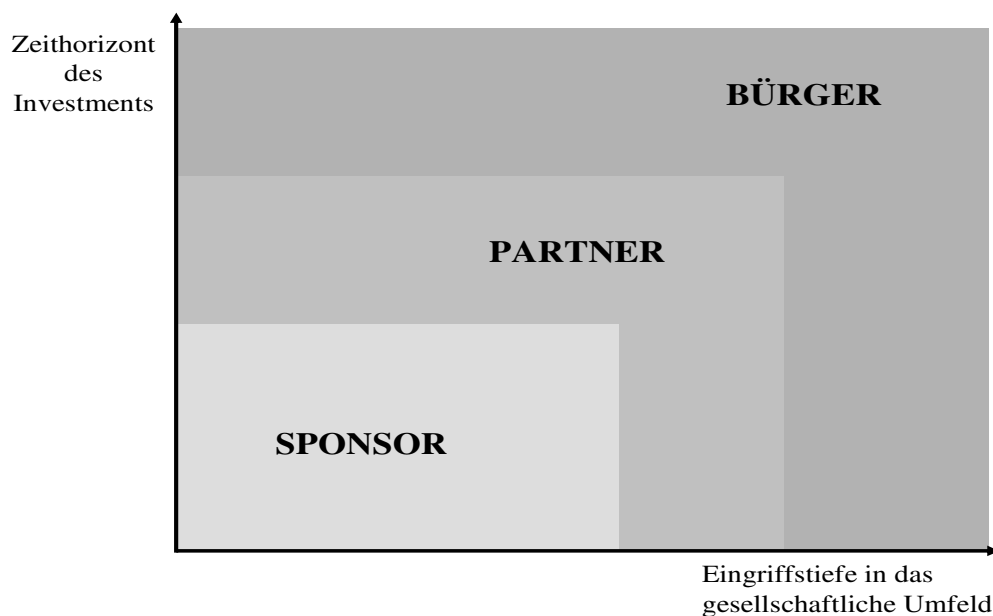 Zeithorizont
des
Investments
BÜRGER
PARTNER
SPONSOR
Eingriffstiefe in das
gesellschaftliche Umfeld